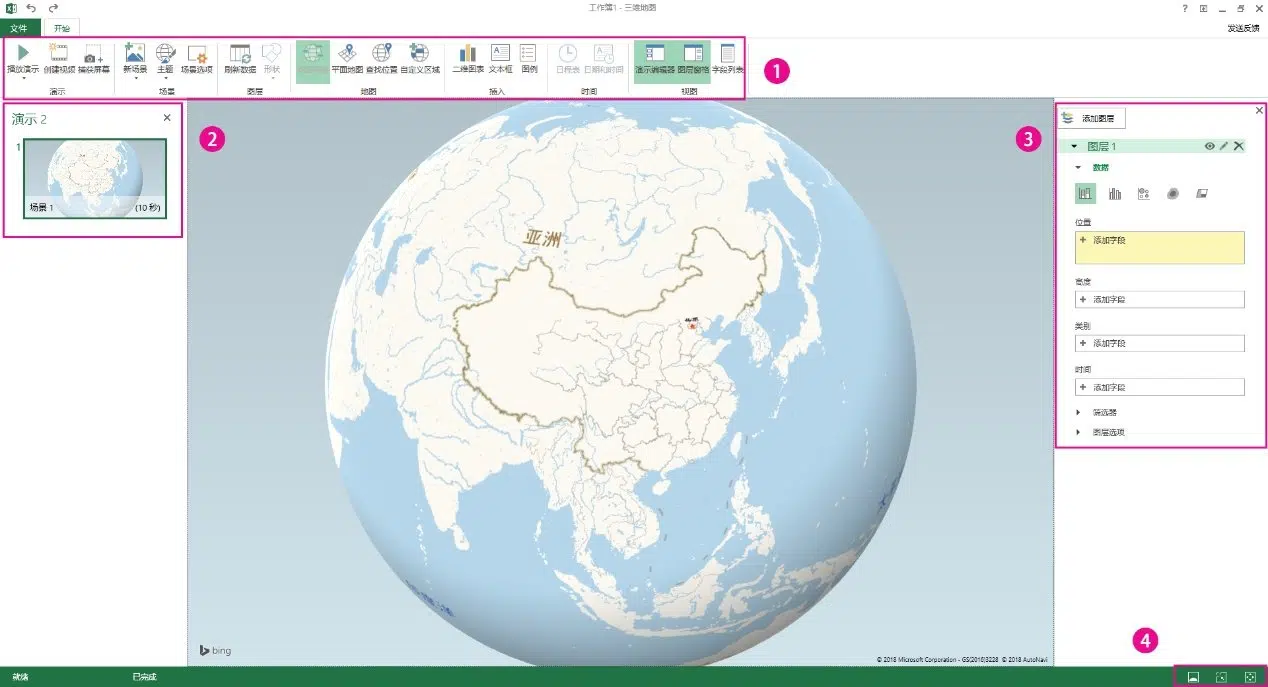 工作簿1 - 三维地图
?
文件 开始 发送反馈
播放演示 创建视频 捕获屏幕 新场景 主题 场景选项 刷新数据 形状 平面地图 查找位置 自定义区域 二维图表 文本框 图例 日程表 日期和时间 演示编辑器 图层窗格 字段列表
演示 场景 图层 地图 插入 时间 视图
1
演示 2
1
场景 1 (10 秒)
2
亚洲
北京
bing
© 2018 Microsoft Corporation - GS(2016)3228 © 2018 AutoNavi
3
添加图层
图层 1
数据
位置
添加字段
高度
添加字段
类别
添加字段
时间
添加字段
筛选器
图层选项
4
就绪 已完成